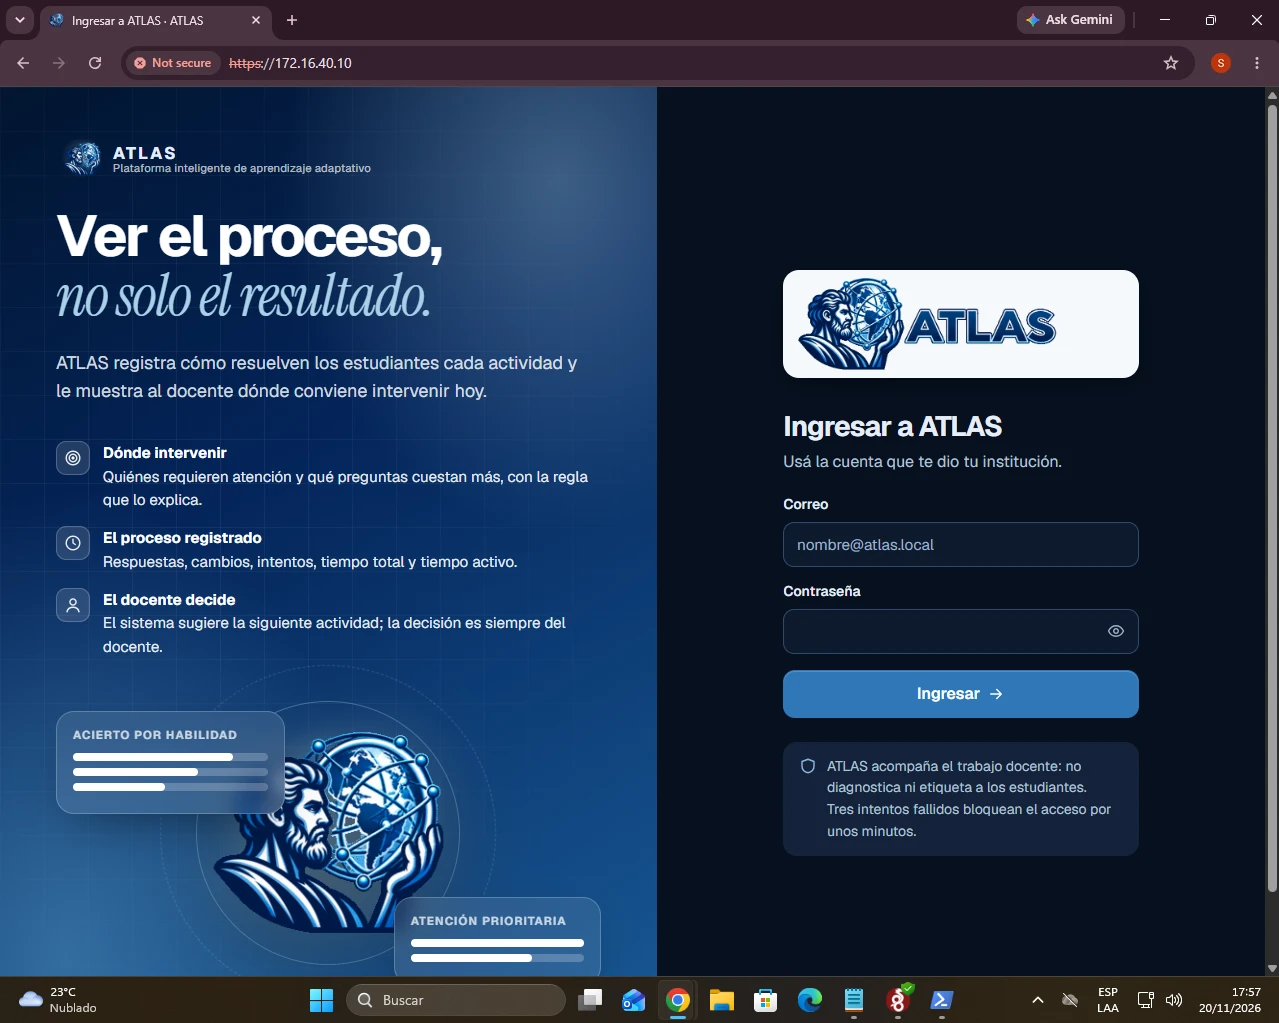 Ingresar a ATLAS · ATLAS
Ask Gemini
Not secure
https://172.16.40.10
S
ATLAS
Plataforma inteligente de aprendizaje adaptativo
Ver el proceso,
no solo el resultado.
ATLAS registra cómo resuelven los estudiantes cada actividad y
le muestra al docente dónde conviene intervenir hoy.
Dónde intervenir
Quiénes requieren atención y qué preguntas cuestan más, con la regla
que lo explica.
El proceso registrado
Respuestas, cambios, intentos, tiempo total y tiempo activo.
El docente decide
El sistema sugiere la siguiente actividad; la decisión es siempre del
docente.
ACIERTO POR HABILIDAD
ATENCIÓN PRIORITARIA
ATLAS
Ingresar a ATLAS
Usá la cuenta que te dio tu institución.
Correo
nombre@atlas.local
Contraseña
Ingresar →
ATLAS acompaña el trabajo docente: no
diagnostica ni etiqueta a los estudiantes.
Tres intentos fallidos bloquean el acceso por
unos minutos.
23°C
Nublado
Buscar
ESP
LAA
17:57
20/11/2026